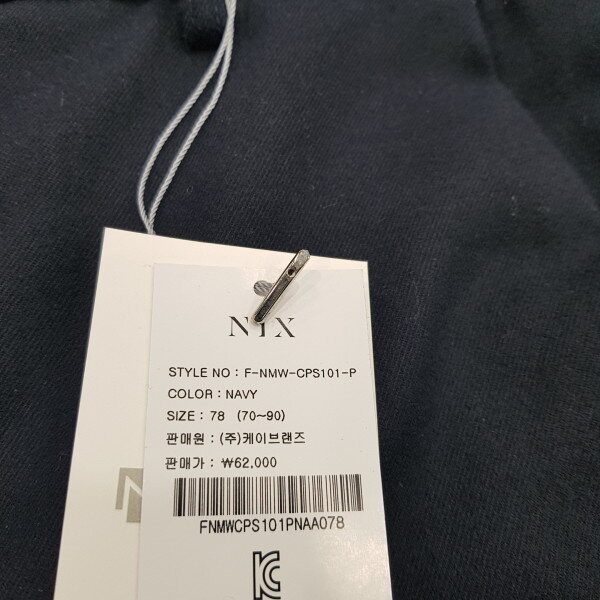 NIX
STYLE NO : F-NMW-CPS101-P
COLOR : NAVY
SIZE : 78 (70~90)
판매원 : (주)케이브랜즈
판매가 : ₩62,000
FNMWCPS101PNAA078